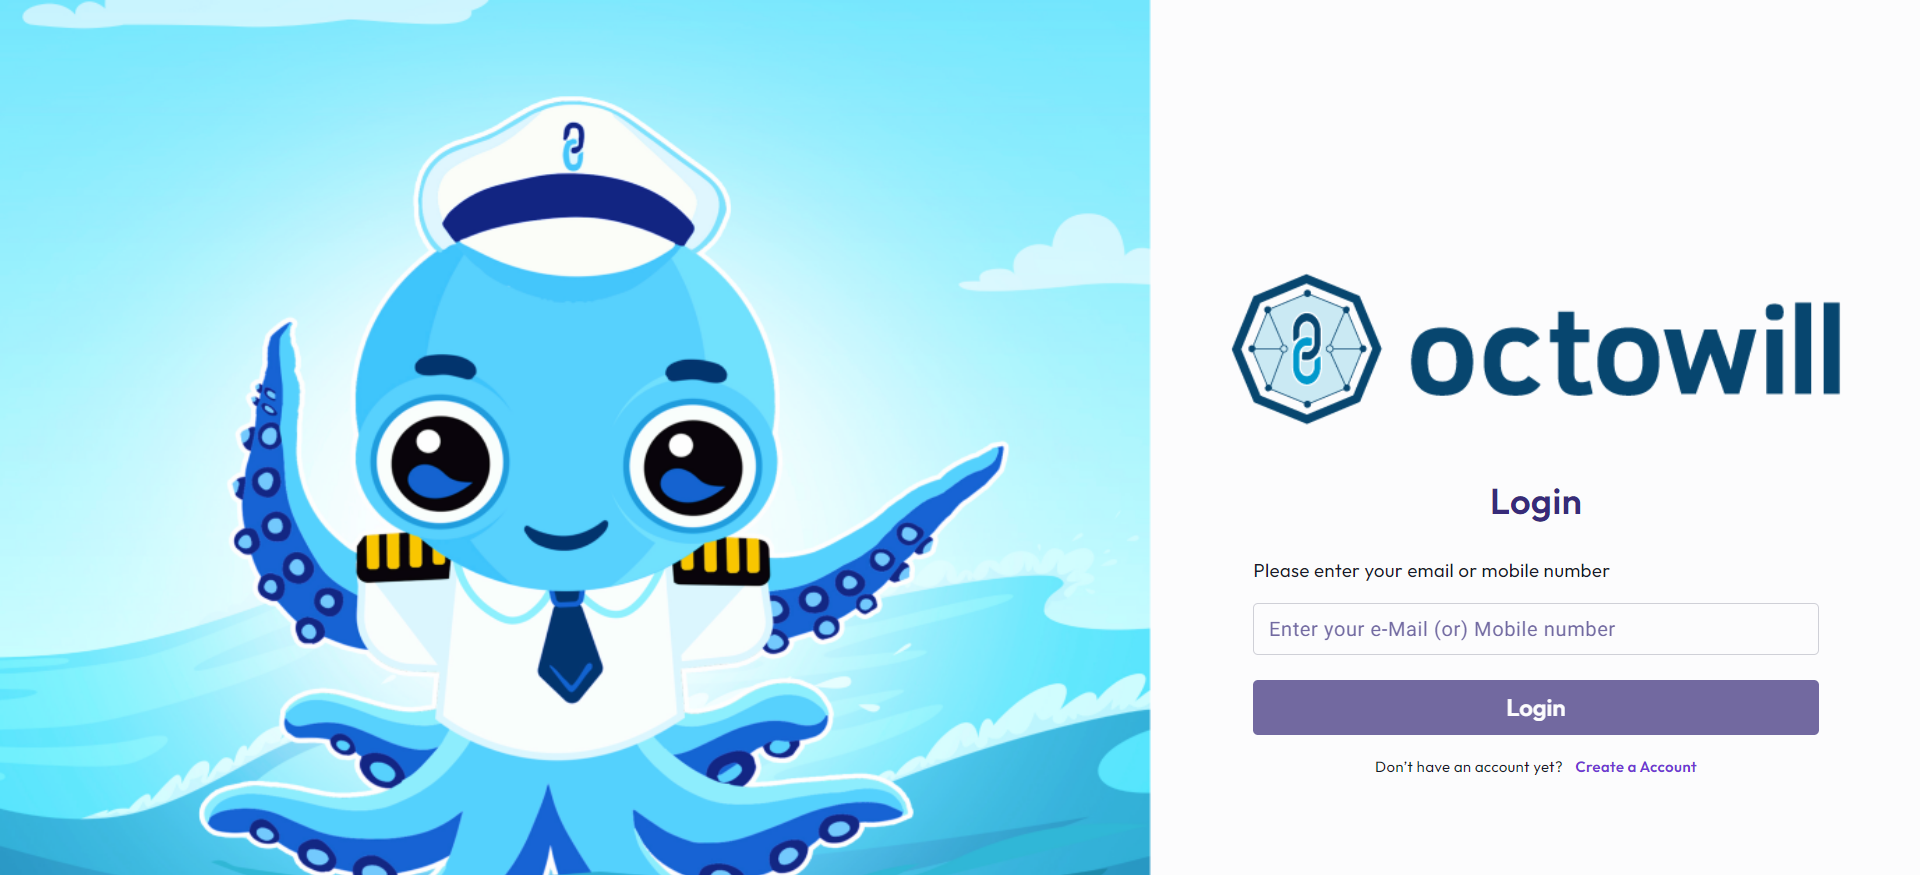 octowill
Login
Please enter your email or mobile number
Enter your e-Mail (or) Mobile number
Login
Don't have an account yet? Create a Account